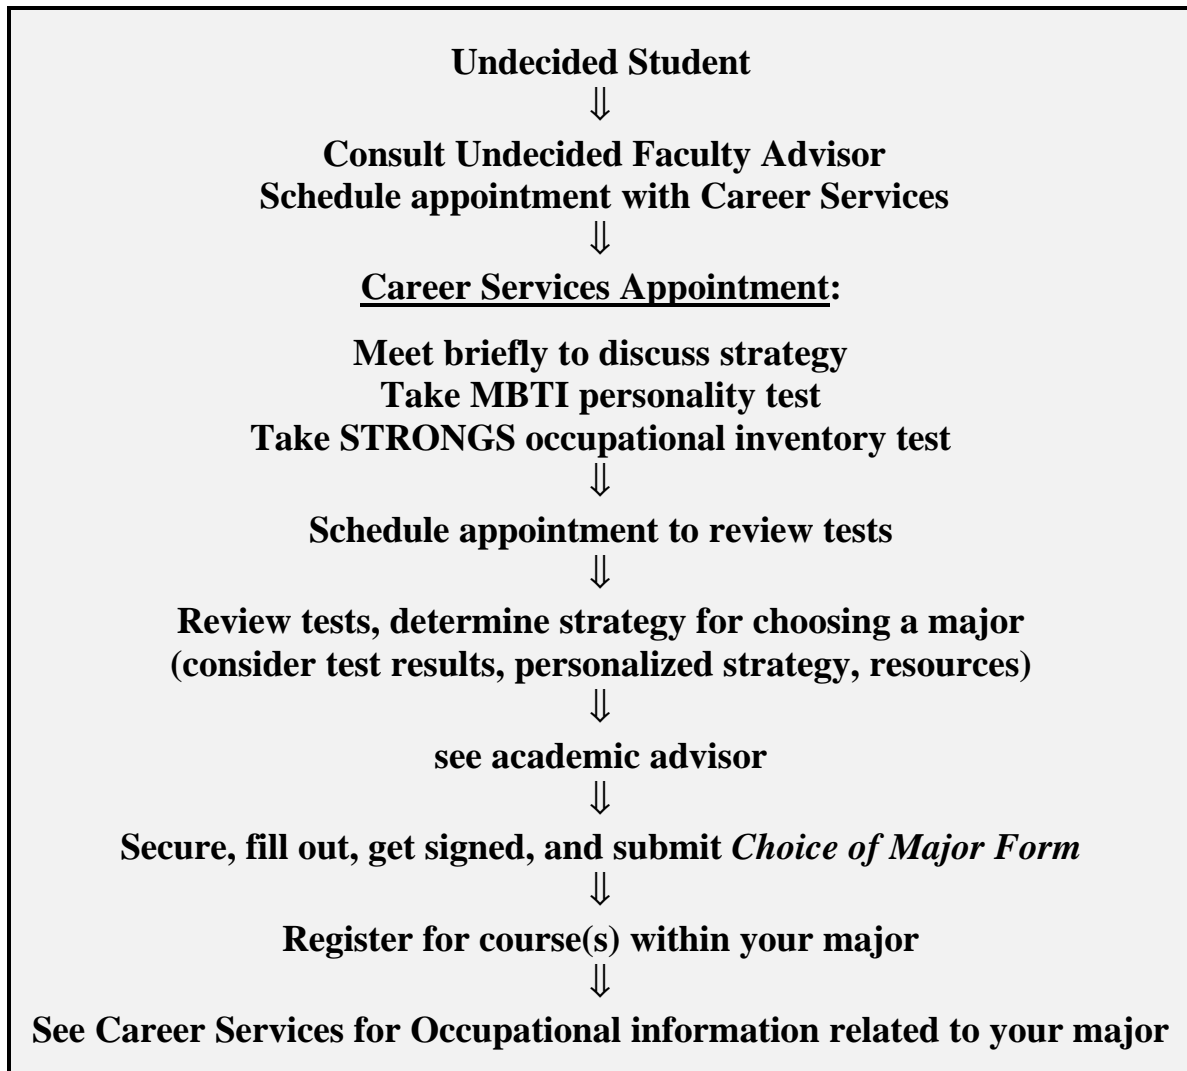 Undecided Student
⇓
Consult Undecided Faculty Advisor
Schedule appointment with Career Services
⇓
Career Services Appointment:
Meet briefly to discuss strategy
Take MBTI personality test
Take STRONGS occupational inventory test
⇓
Schedule appointment to review tests
⇓
Review tests, determine strategy for choosing a major
(consider test results, personalized strategy, resources)
⇓
see academic advisor
⇓
Secure, fill out, get signed, and submit Choice of Major Form
⇓
Register for course(s) within your major
⇓
See Career Services for Occupational information related to your major